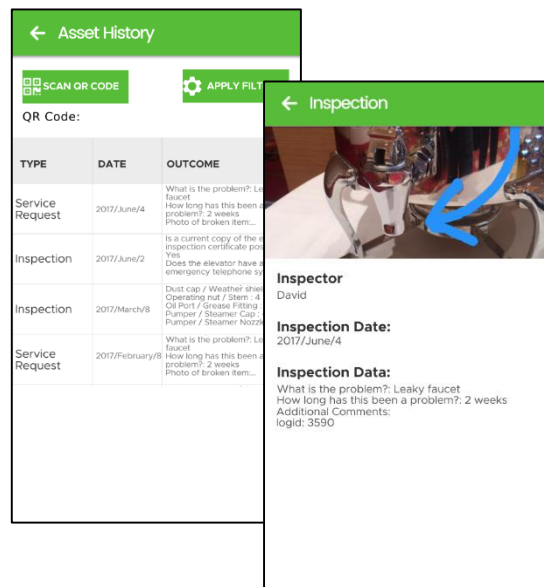 Asset History
SCAN QR CODE
APPLY FILT
QR Code:
TYPE DATE OUTCOME
Service Request 2017/June/4
What is the problem?: Le
faucet
How long has this been a
problem?: 2 weeks
Photo of broken item:...
Inspection 2017/June/2
Is a current copy of the e
inspection certificate pos
Yes
Does the elevator have a
emergency telephone sy
Inspection 2017/March/8
Dust cap / Weather shiel
Operating nut / Stem : 4
Oil Port / Grease Fitting :
Pumper / Steamer Cap :
Pumper / Steamer Nozzl
Service Request 2017/February/8
What is the problem?: Le
faucet
How long has this been a
problem?: 2 weeks
Photo of broken item:...
Inspection
Inspector
David
Inspection Date:
2017/June/4
Inspection Data:
What is the problem?: Leaky faucet
How long has this been a problem?: 2 weeks
Additional Comments:
logid: 3590